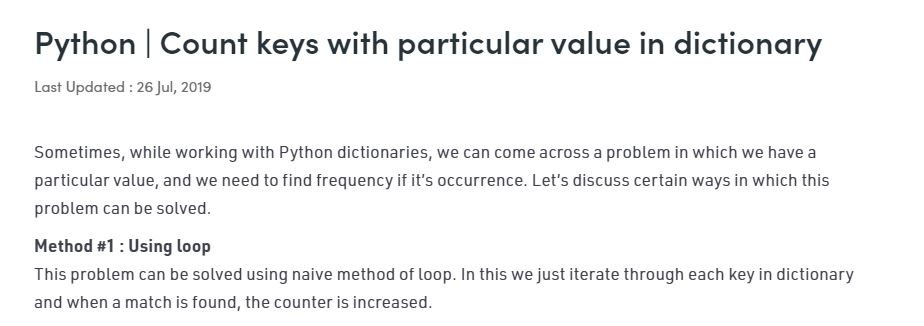 Python | Count keys with particular value in dictionary
Last Updated : 26 Jul, 2019
Sometimes, while working with Python dictionaries, we can come across a problem in which we have a
particular value, and we need to find frequency if it's occurrence. Let's discuss certain ways in which this
problem can be solved.
Method #1 : Using loop
This problem can be solved using naive method of loop. In this we just iterate through each key in dictionary
and when a match is found, the counter is increased.